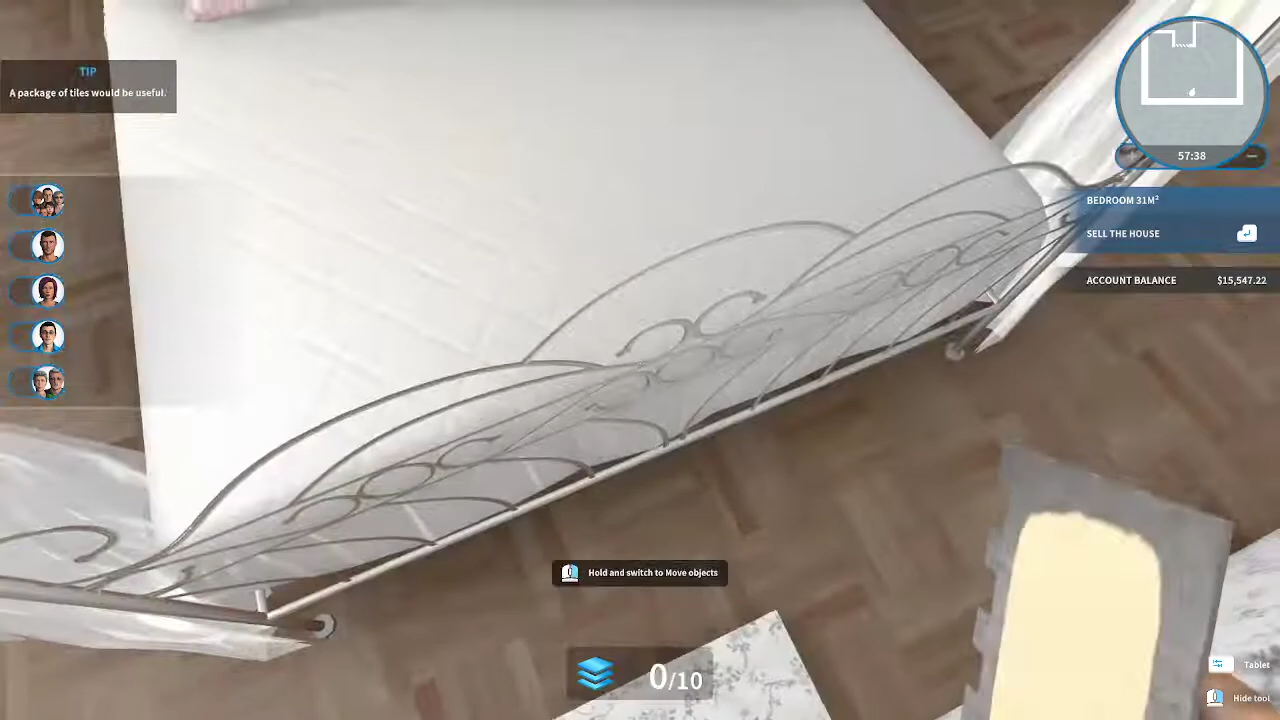 TIP
A package of tiles would be useful.
57:38
BEDROOM 31M²
SELL THE HOUSE
ACCOUNT BALANCE $15,547.22
Hold and switch to Move objects
0/10
Tablet
Hide tool